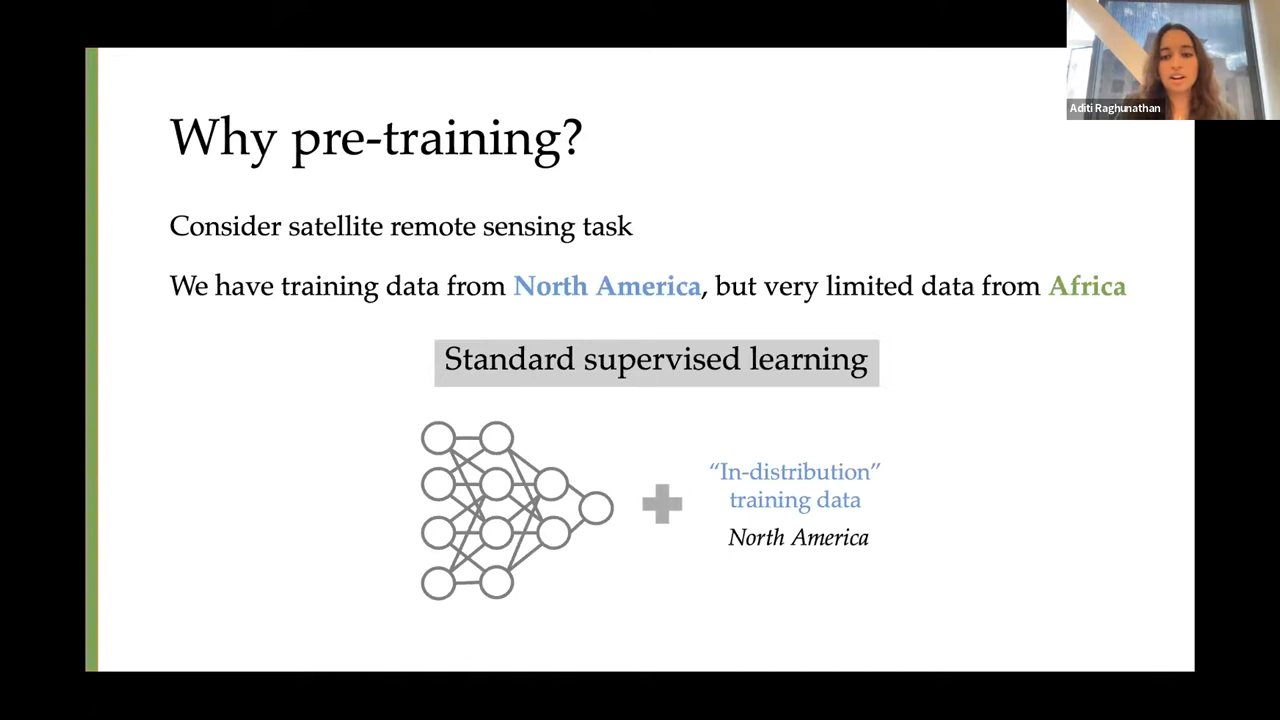 Aditi Raghunathan
Why pre-training?
Consider satellite remote sensing task
We have training data from North America, but very limited data from Africa
Standard supervised learning
“In-distribution”
training data
North America